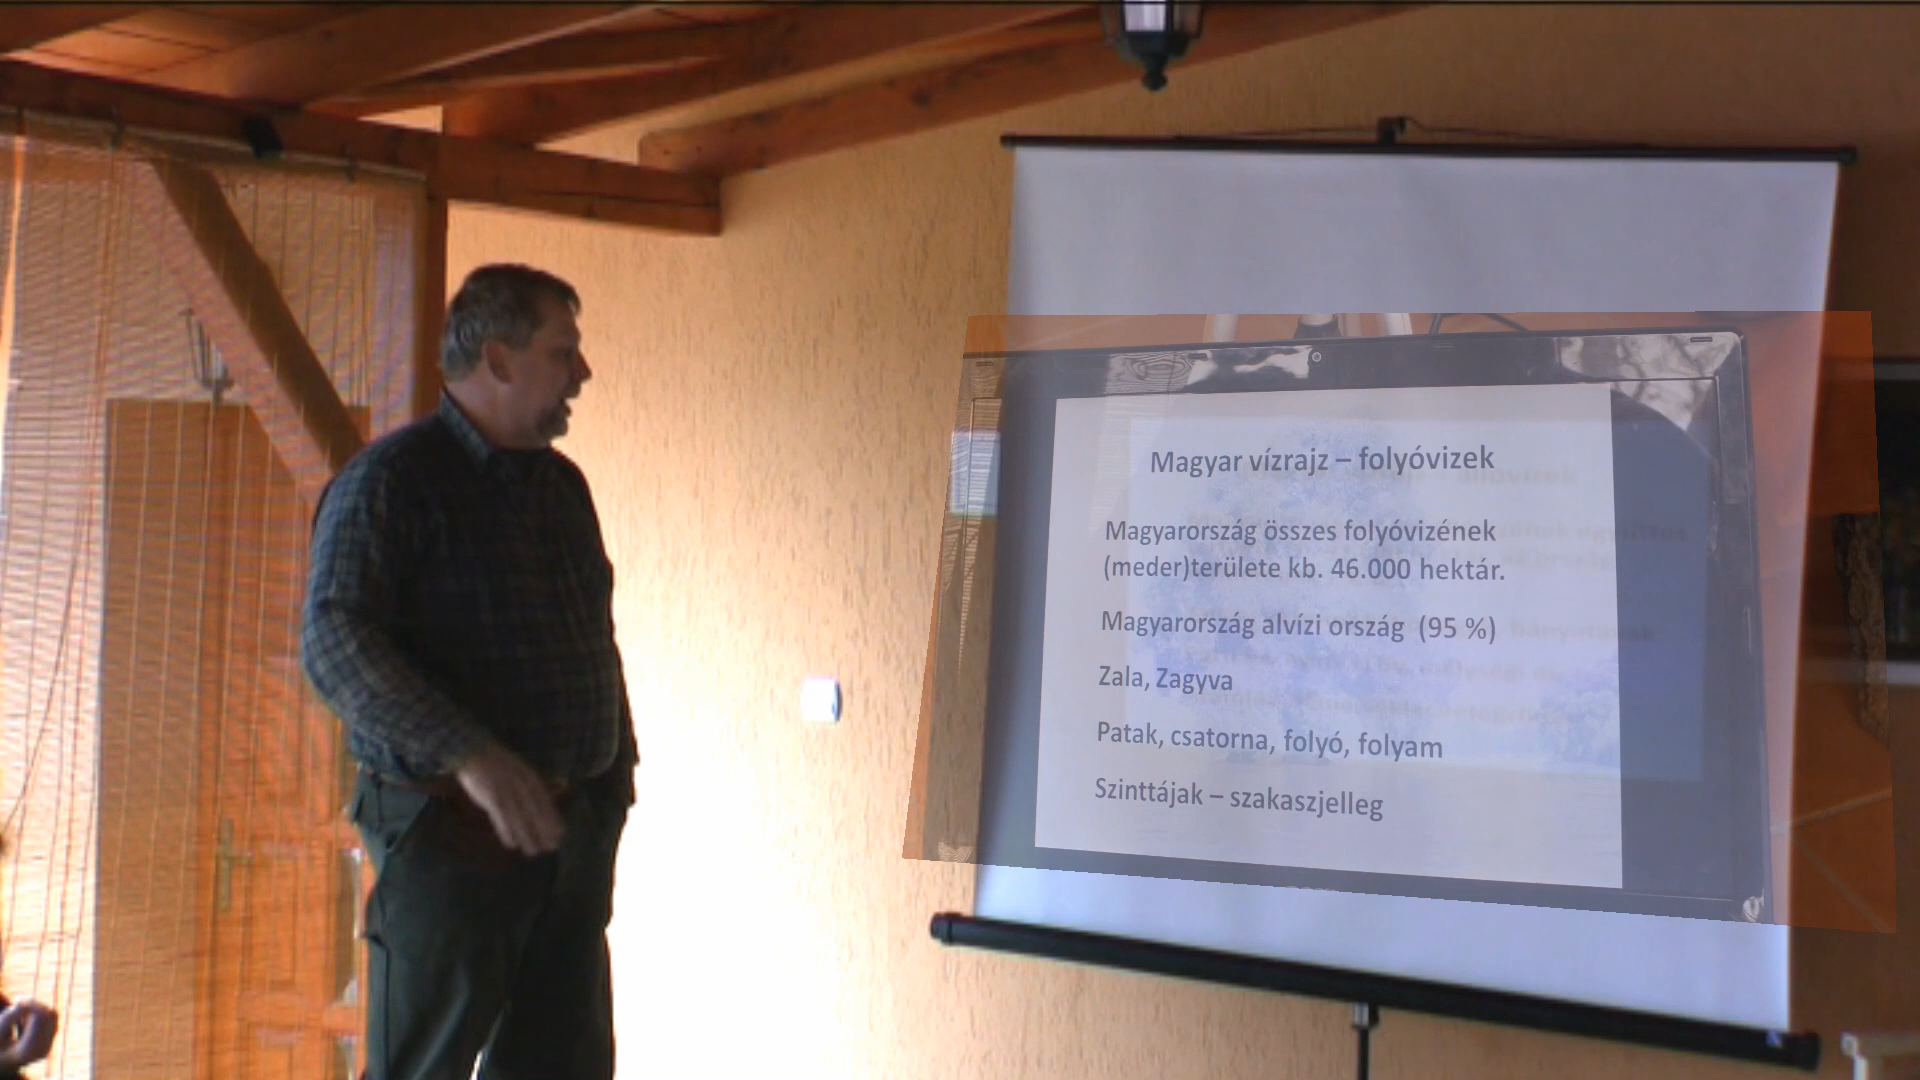 Magyar vízrajz – folyóvizek
Magyarország összes folyóvizének
(meder)területe kb. 46.000 hektár.
Magyarország alvízi ország (95 %)
Zala, Zagyva
Patak, csatorna, folyó, folyam
Szinttájak – szakaszjelleg